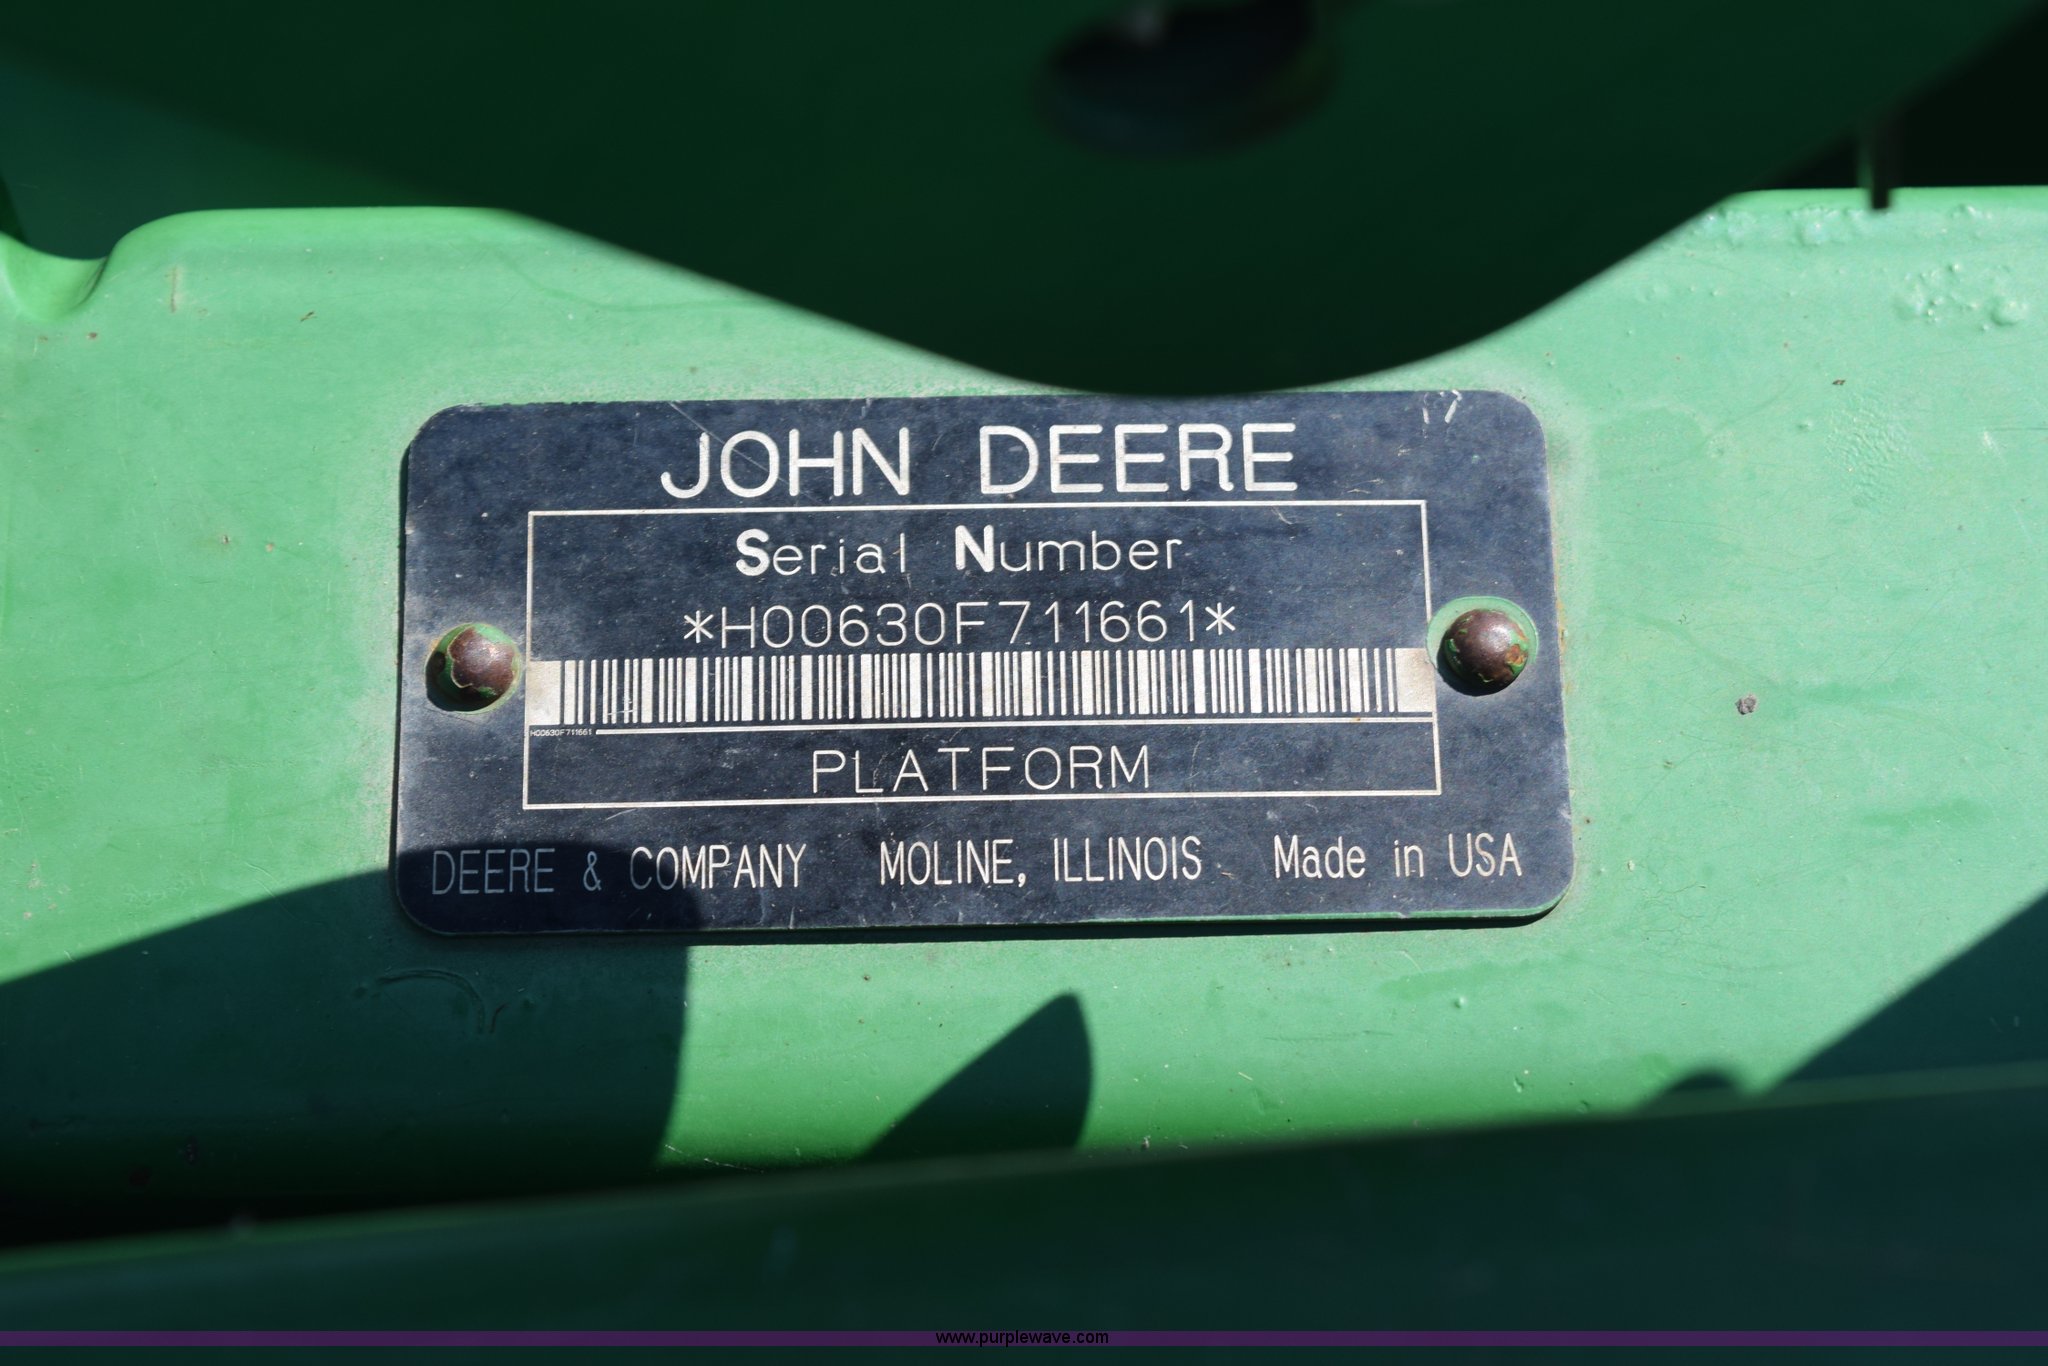 JOHN DEERE
Serial Number
*H00630F711661*
H00630F711661
PLATFORM
DEERE & COMPANY MOLINE, ILLINOIS Made in USA
www.purplewave.com